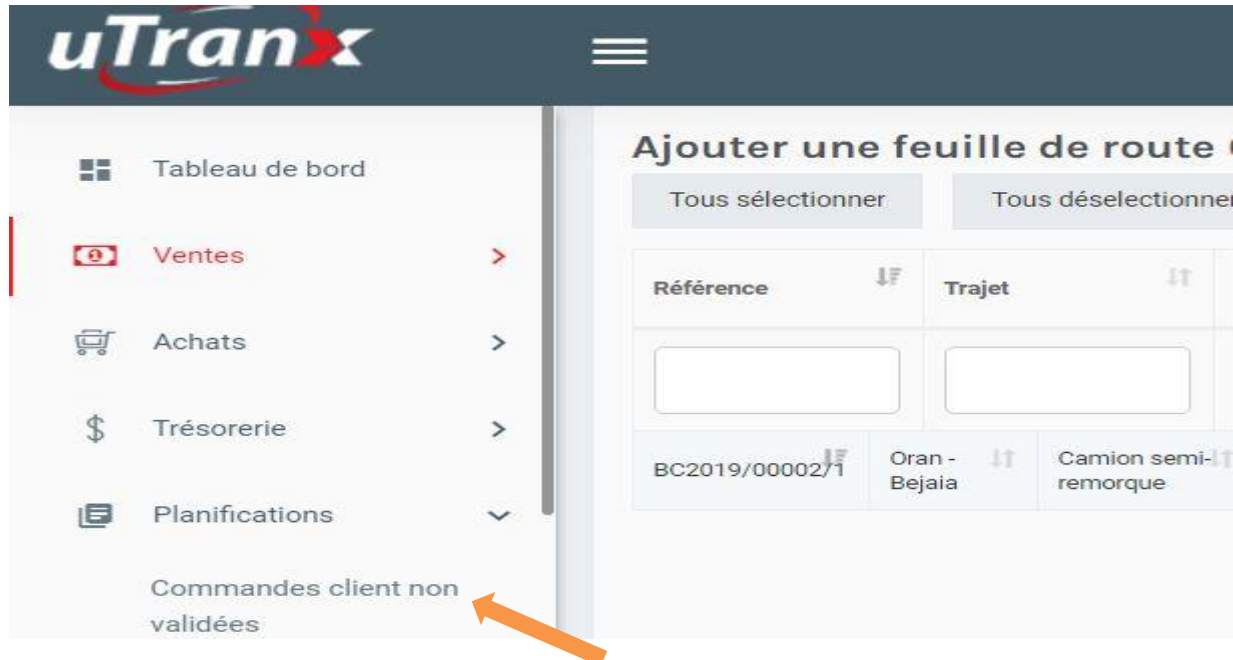 uTranx
Tableau de bord
Ventes
Achats
Trésorerie
Planifications
Commandes client non
validées
Ajouter une feuille de route
Tous sélectionner Tous déselectionner
Référence Trajet
BC2019/00002/1 Oran - Camion semi-
Bejaia remorque